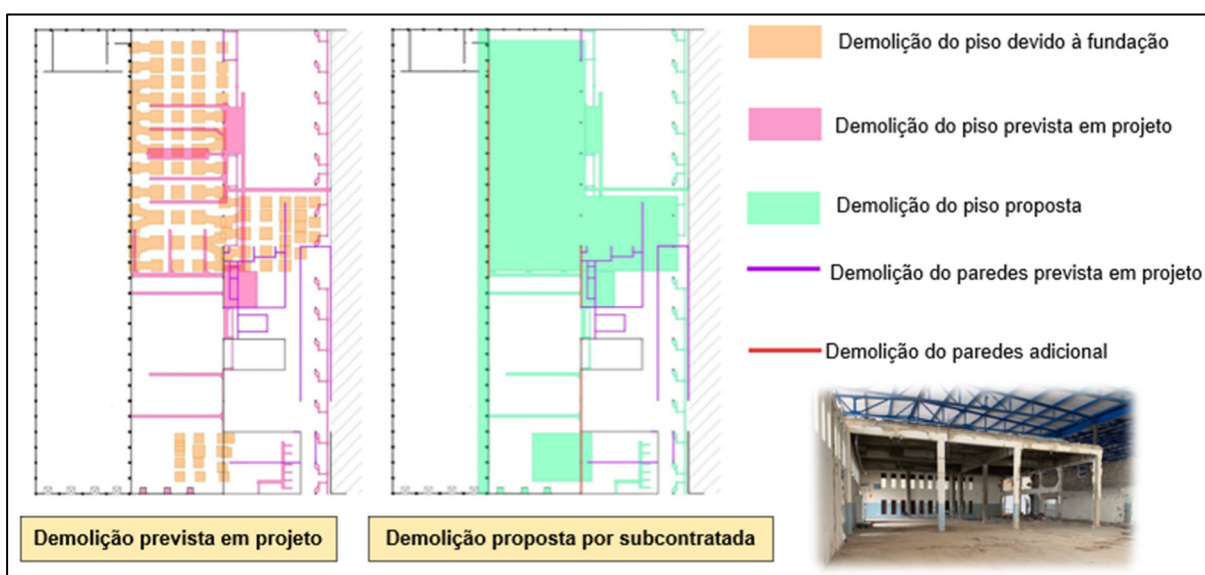 Demolição do piso devido à fundação
Demolição do piso prevista em projeto
Demolição do piso proposta
Demolição do paredes prevista em projeto
Demolição do paredes adicional
Demolição prevista em projeto
Demolição proposta por subcontratada